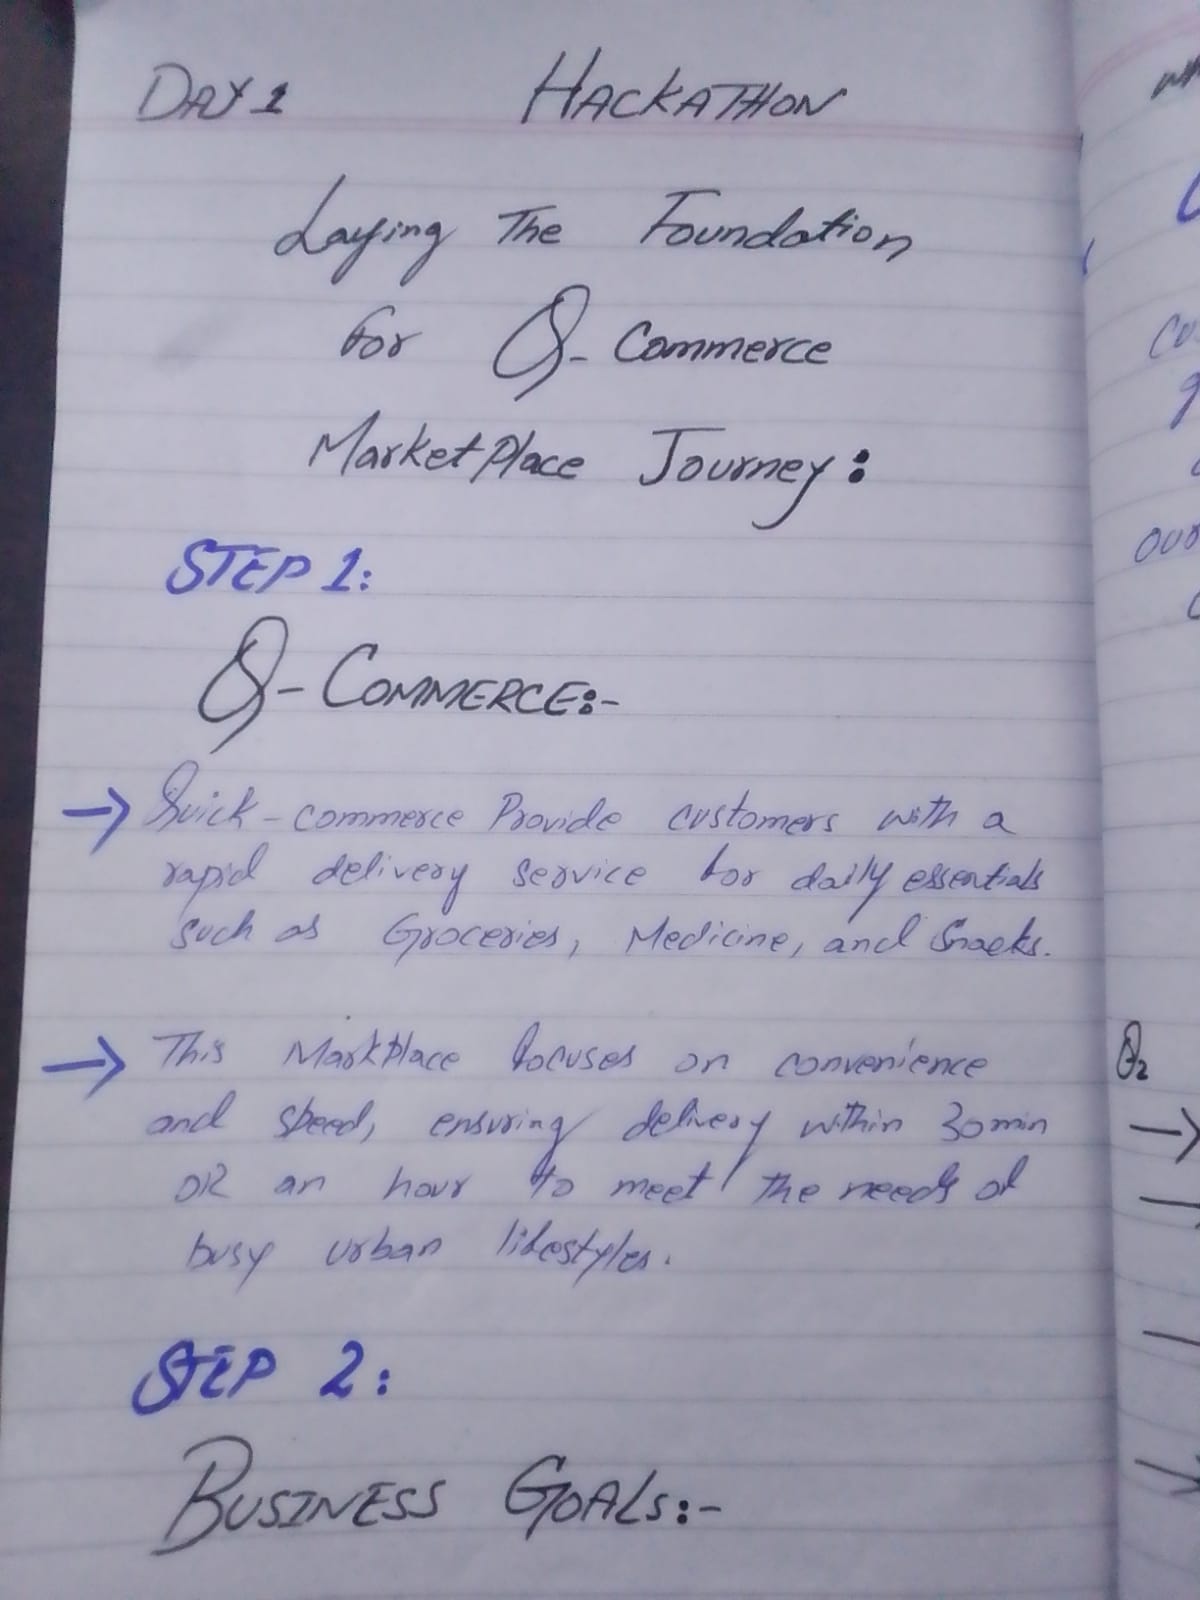 DAY 1 HACKATHON
Laying The Foundation
For Q-Commerce
MarketPlace Journey:
STEP 1:
Q-COMMERCE:-
→ Quick-commerce Provide customers with a
rapid delivery service for daily essentials
such as Groceries, Medicine, and Snacks.
→ This MarktPlace focuses on convenience
and speed, ensuring delivery within 30min
OR an hour to meet the needs of
busy urban lifestyles.
STEP 2:
BUSINESS GOALS:-
our
Q2
→